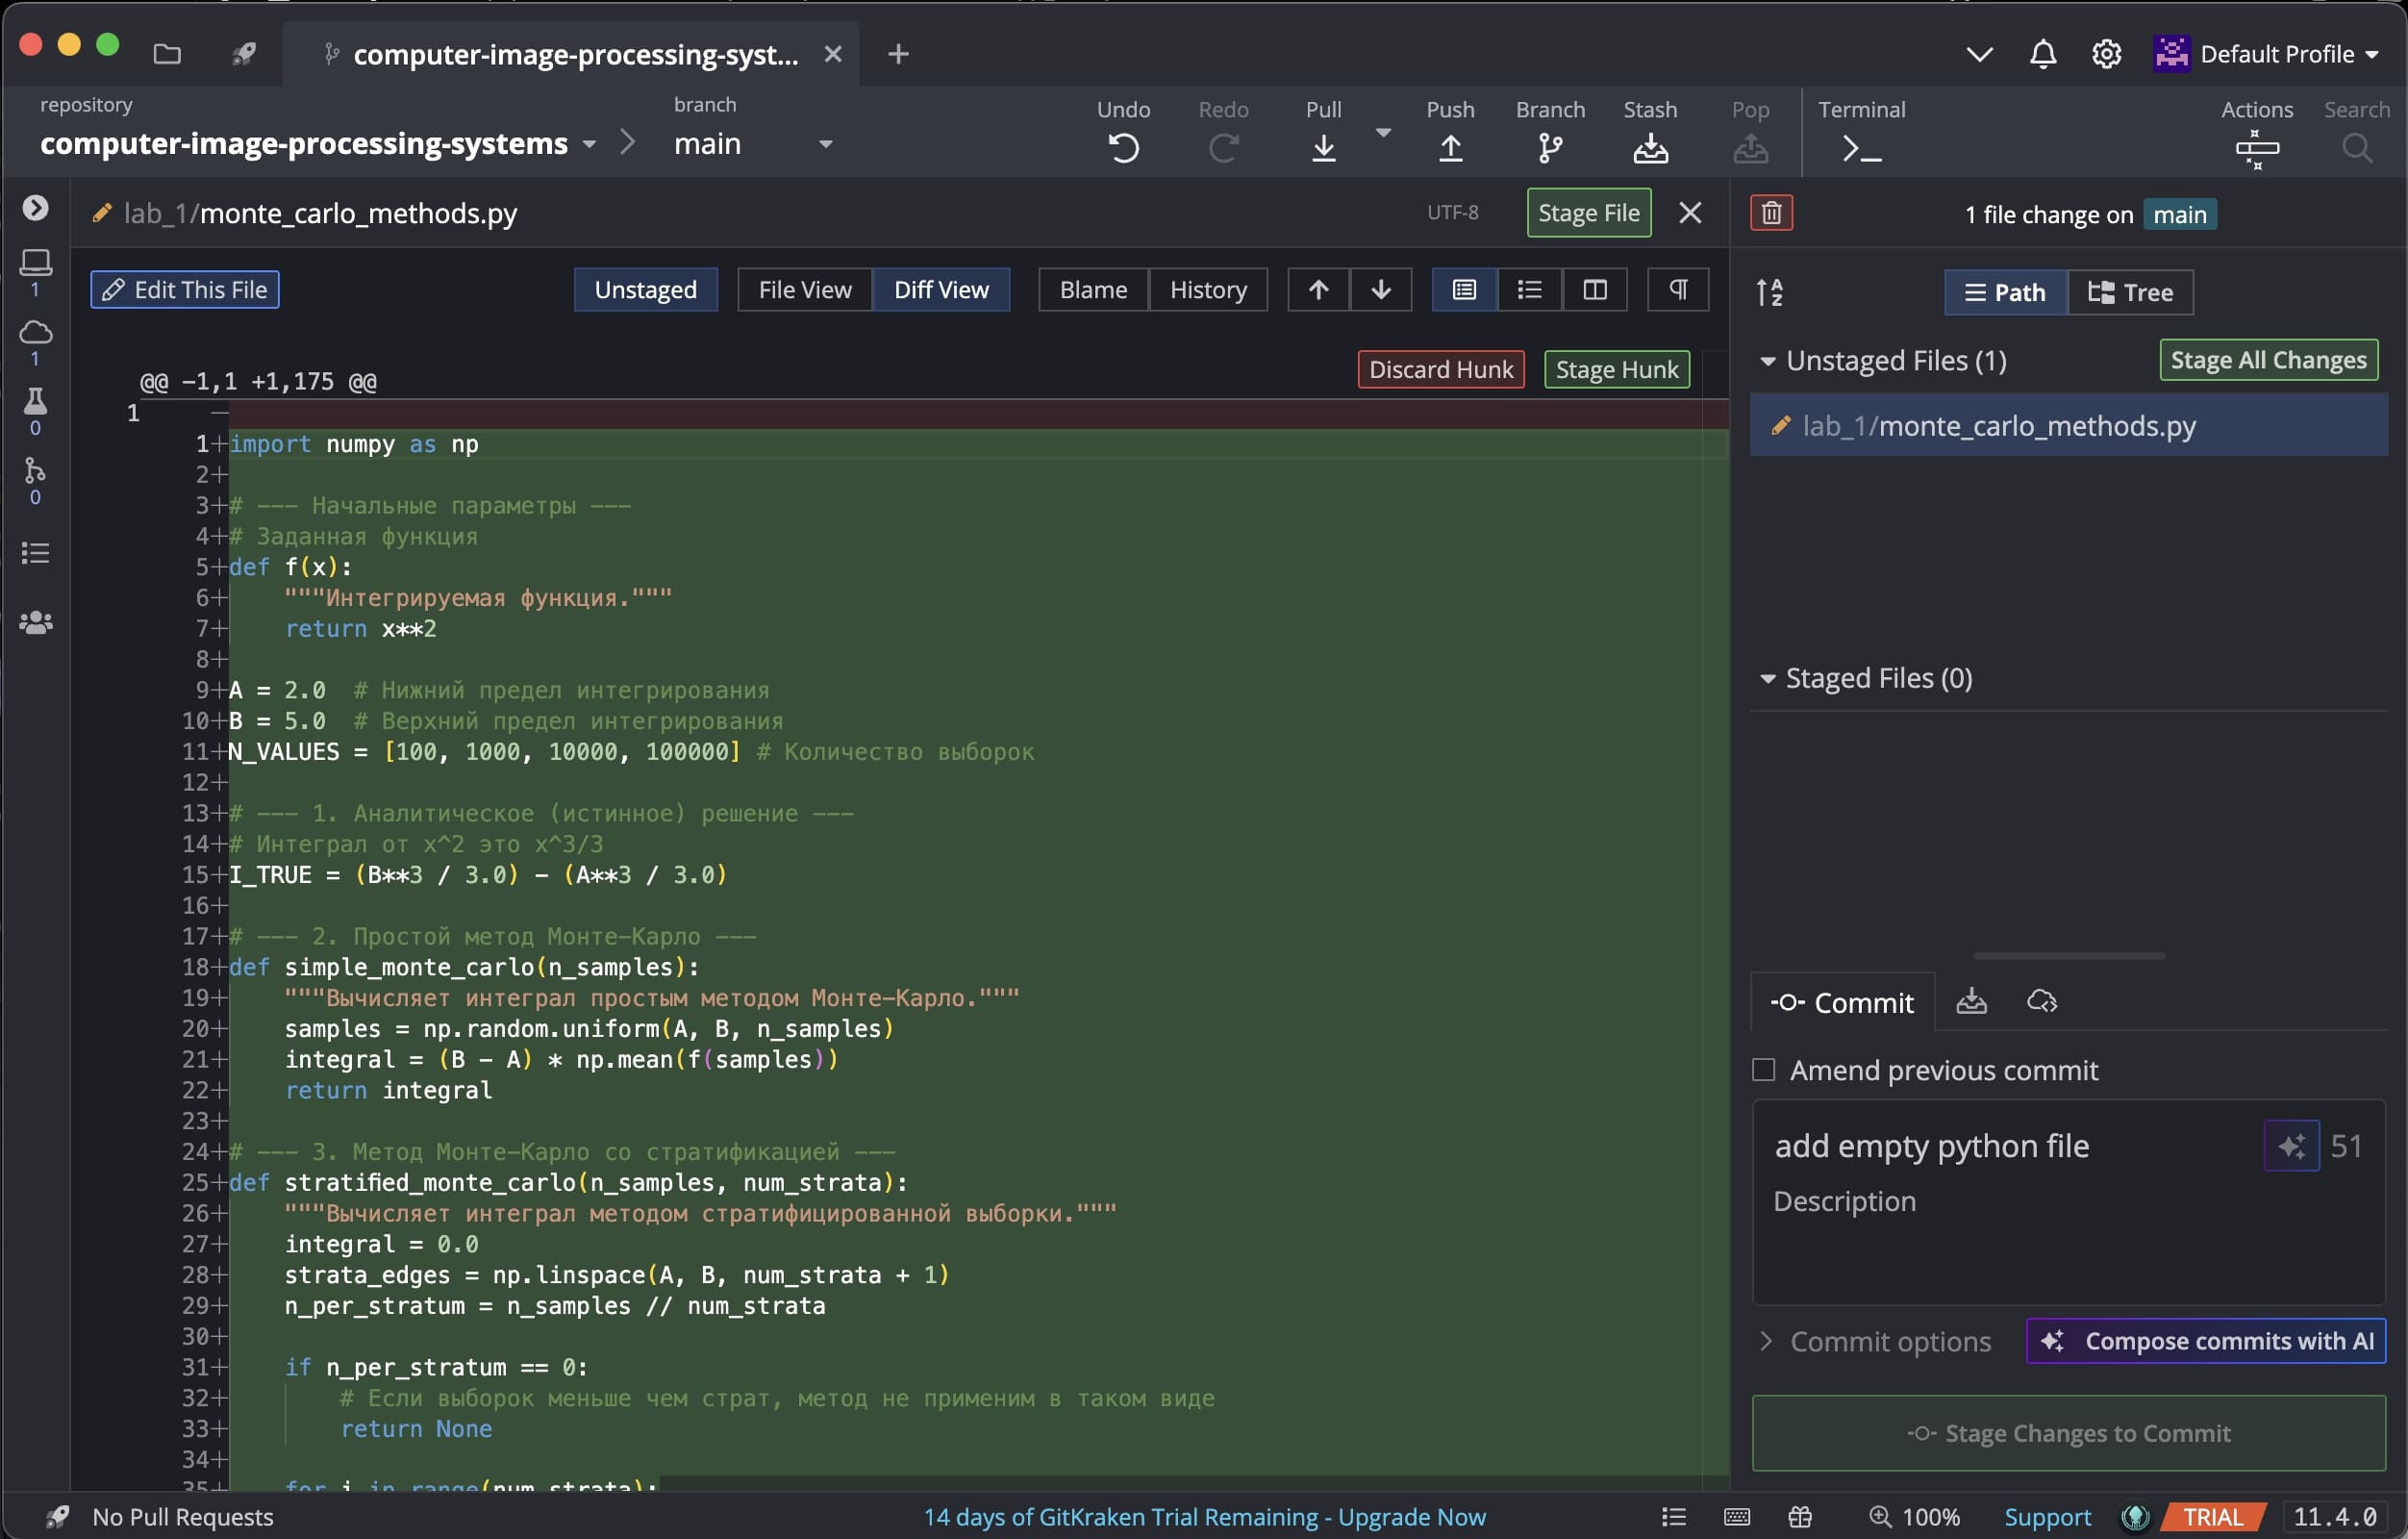 computer-image-processing-syst...
Default Profile
repository
computer-image-processing-systems
branch
main
Undo
Redo
Pull
Push
Branch
Stash
Pop
Terminal
Actions
Search
lab_1/monte_carlo_methods.py
UTF-8
Stage File
1 file change on main
Edit This File
Unstaged
File View
Diff View
Blame
History
Path
Tree
Discard Hunk
Stage Hunk
Unstaged Files (1)
Stage All Changes
lab_1/monte_carlo_methods.py
Staged Files (0)
@@ -1,1 +1,175 @@
1 —
1+import numpy as np
2+
3+# --- Начальные параметры ---
4+# Заданная функция
5+def f(x):
6+    """Интегрируемая функция."""
7+    return x**2
8+
9+A = 2.0  # Нижний предел интегрирования
10+B = 5.0  # Верхний предел интегрирования
11+N_VALUES = [100, 1000, 10000, 100000] # Количество выборок
12+
13+# --- 1. Аналитическое (истинное) решение ---
14+# Интеграл от x^2 это x^3/3
15+I_TRUE = (B**3 / 3.0) - (A**3 / 3.0)
16+
17+# --- 2. Простой метод Монте-Карло ---
18+def simple_monte_carlo(n_samples):
19+    """Вычисляет интеграл простым методом Монте-Карло."""
20+    samples = np.random.uniform(A, B, n_samples)
21+    integral = (B - A) * np.mean(f(samples))
22+    return integral
23+
24+# --- 3. Метод Монте-Карло со стратификацией ---
25+def stratified_monte_carlo(n_samples, num_strata):
26+    """Вычисляет интеграл методом стратифицированной выборки."""
27+    integral = 0.0
28+    strata_edges = np.linspace(A, B, num_strata + 1)
29+    n_per_stratum = n_samples // num_strata
30+
31+    if n_per_stratum == 0:
32+        # Если выборок меньше чем страт, метод не применим в таком виде
33+        return None
34+
35+    for i in range(num_strata):
1
1
0
0
Commit
Amend previous commit
add empty python file
51
Description
Commit options
Compose commits with AI
Stage Changes to Commit
No Pull Requests
14 days of GitKraken Trial Remaining - Upgrade Now
100%
Support
TRIAL
11.4.0